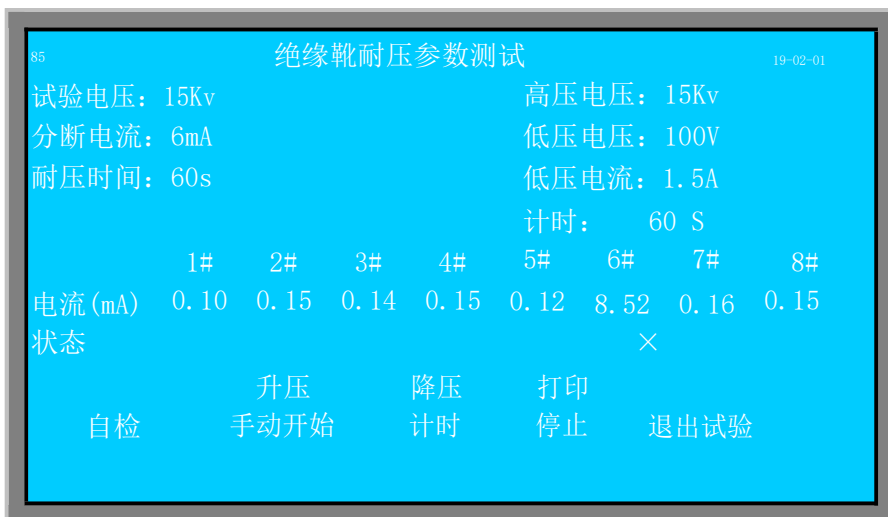 85 绝缘靴耐压参数测试 19-02-01
试验电压：15Kv 高压电压：15Kv
分断电流：6mA 低压电压：100V
耐压时间：60s 低压电流：1.5A
计时： 60 S
1# 2# 3# 4# 5# 6# 7# 8#
电流(mA) 0.10 0.15 0.14 0.15 0.12 8.52 0.16 0.15
状态 ×
升压 降压 打印
自检 手动开始 计时 停止 退出试验